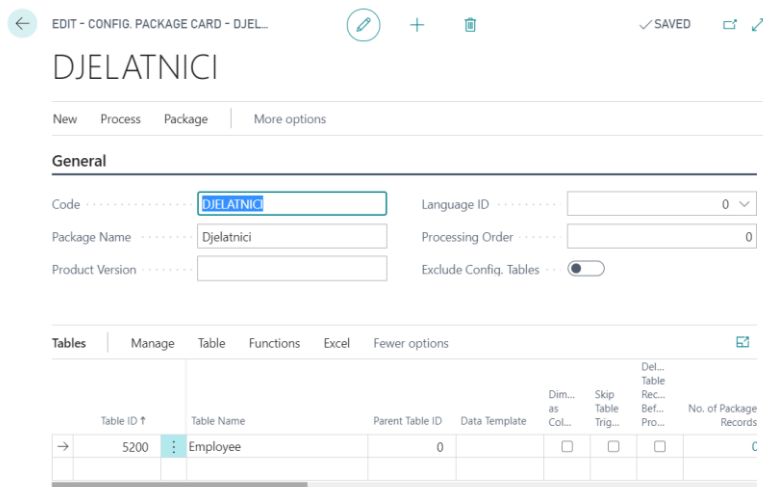 EDIT - CONFIG. PACKAGE CARD - DJEL...
SAVED
DJELATNICI
New Process Package More options
General
Code DJELATNICI Language ID 0
Package Name Djelatnici Processing Order 0
Product Version Exclude Config. Tables
Tables Manage Table Functions Excel Fewer options
Table ID ↑ Table Name Parent Table ID Data Template Dim... as Col... Skip Table Trig... Del... Table Rec... Bef... Pro... No. of Package Records
5200 Employee 0 0